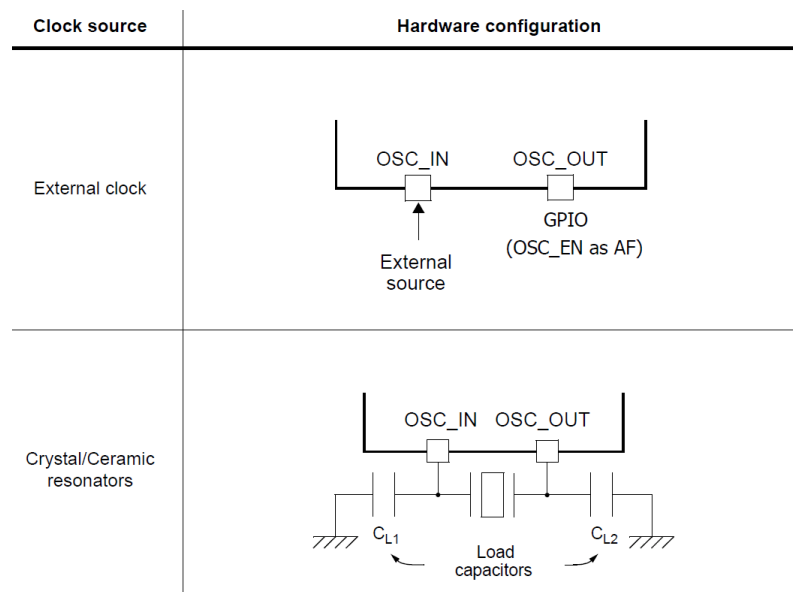 Clock source Hardware configuration
External clock
OSC_IN OSC_OUT
GPIO
(OSC_EN as AF)
External
source
Crystal/Ceramic
resonators
OSC_IN OSC_OUT
CL1 CL2
Load
capacitors